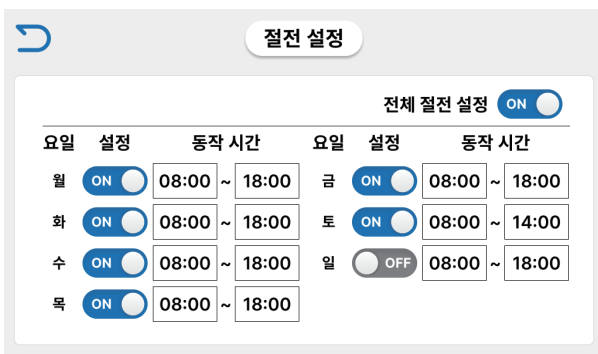 절전 설정
전체 절전 설정 ON
요일 설정 동작 시간 요일 설정 동작 시간
월 ON 08:00 ~ 18:00 금 ON 08:00 ~ 18:00
화 ON 08:00 ~ 18:00 토 ON 08:00 ~ 14:00
수 ON 08:00 ~ 18:00 일 OFF 08:00 ~ 18:00
목 ON 08:00 ~ 18:00